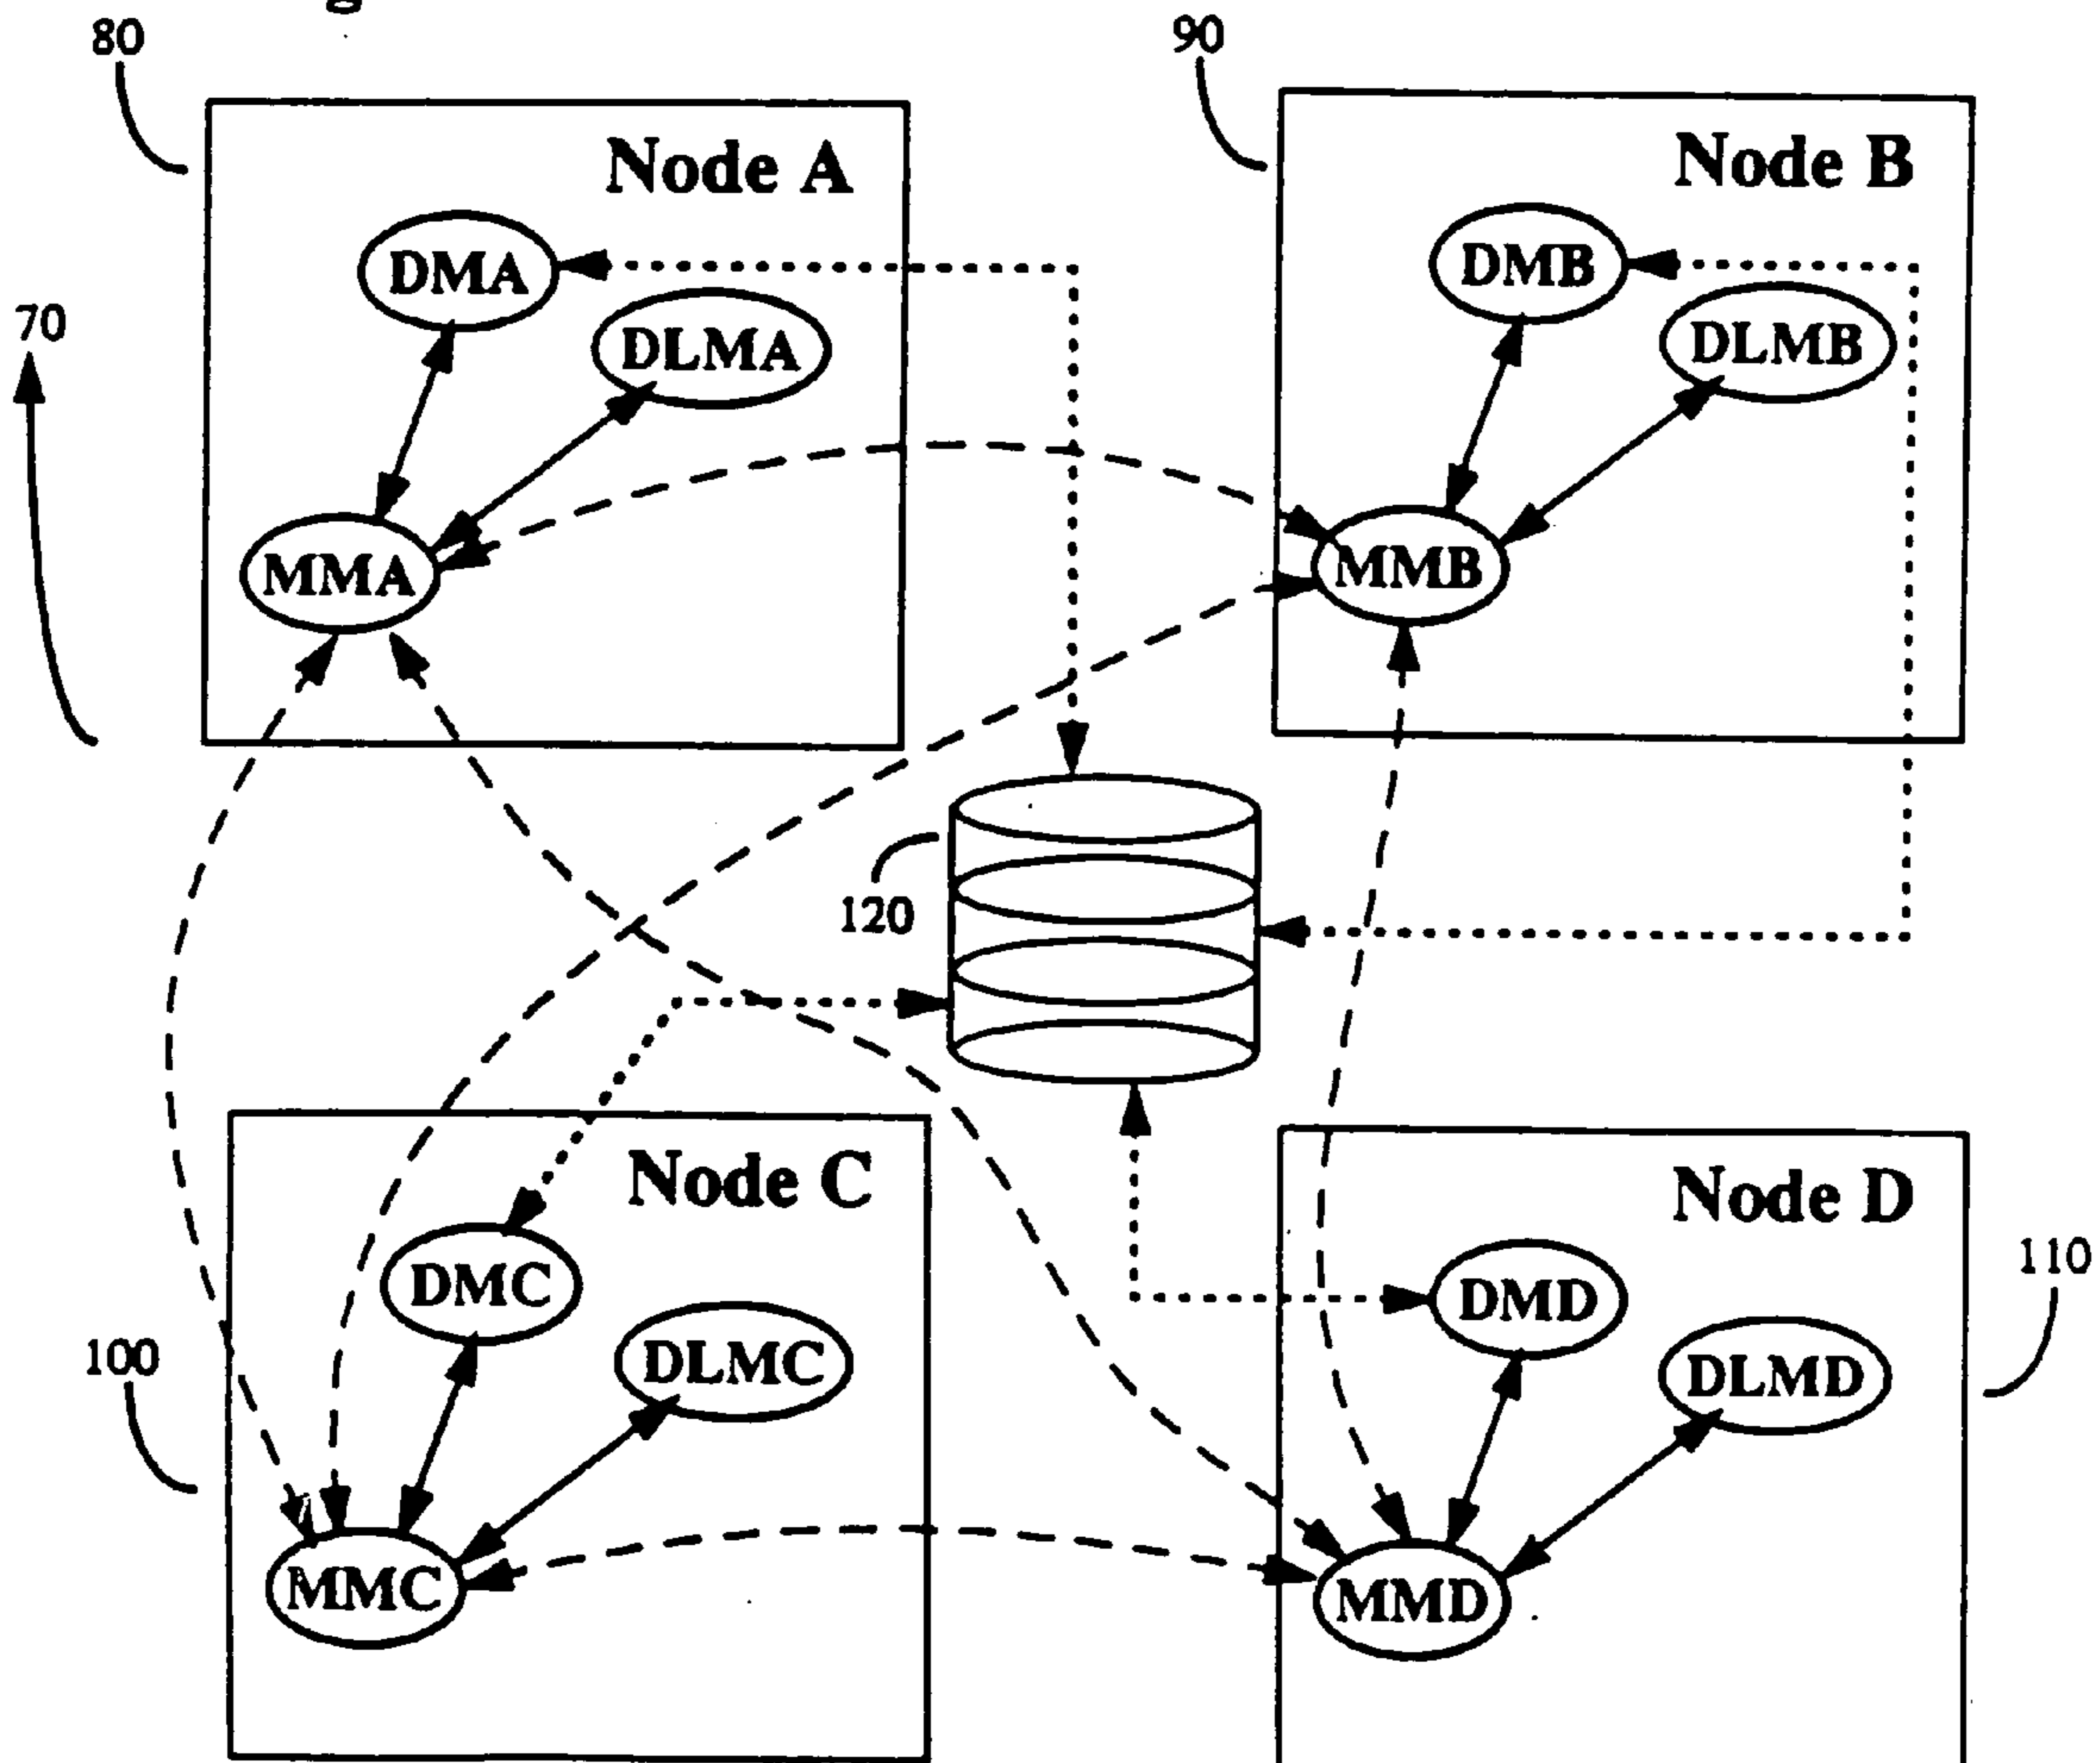 80
90
Node A
Node B
DMA
DMB
70
DLMA
DLMB
MMA
MMB
120
Node C
Node D
110
DMC
DMD
100
DLMC
DLMD
MMC
MMD